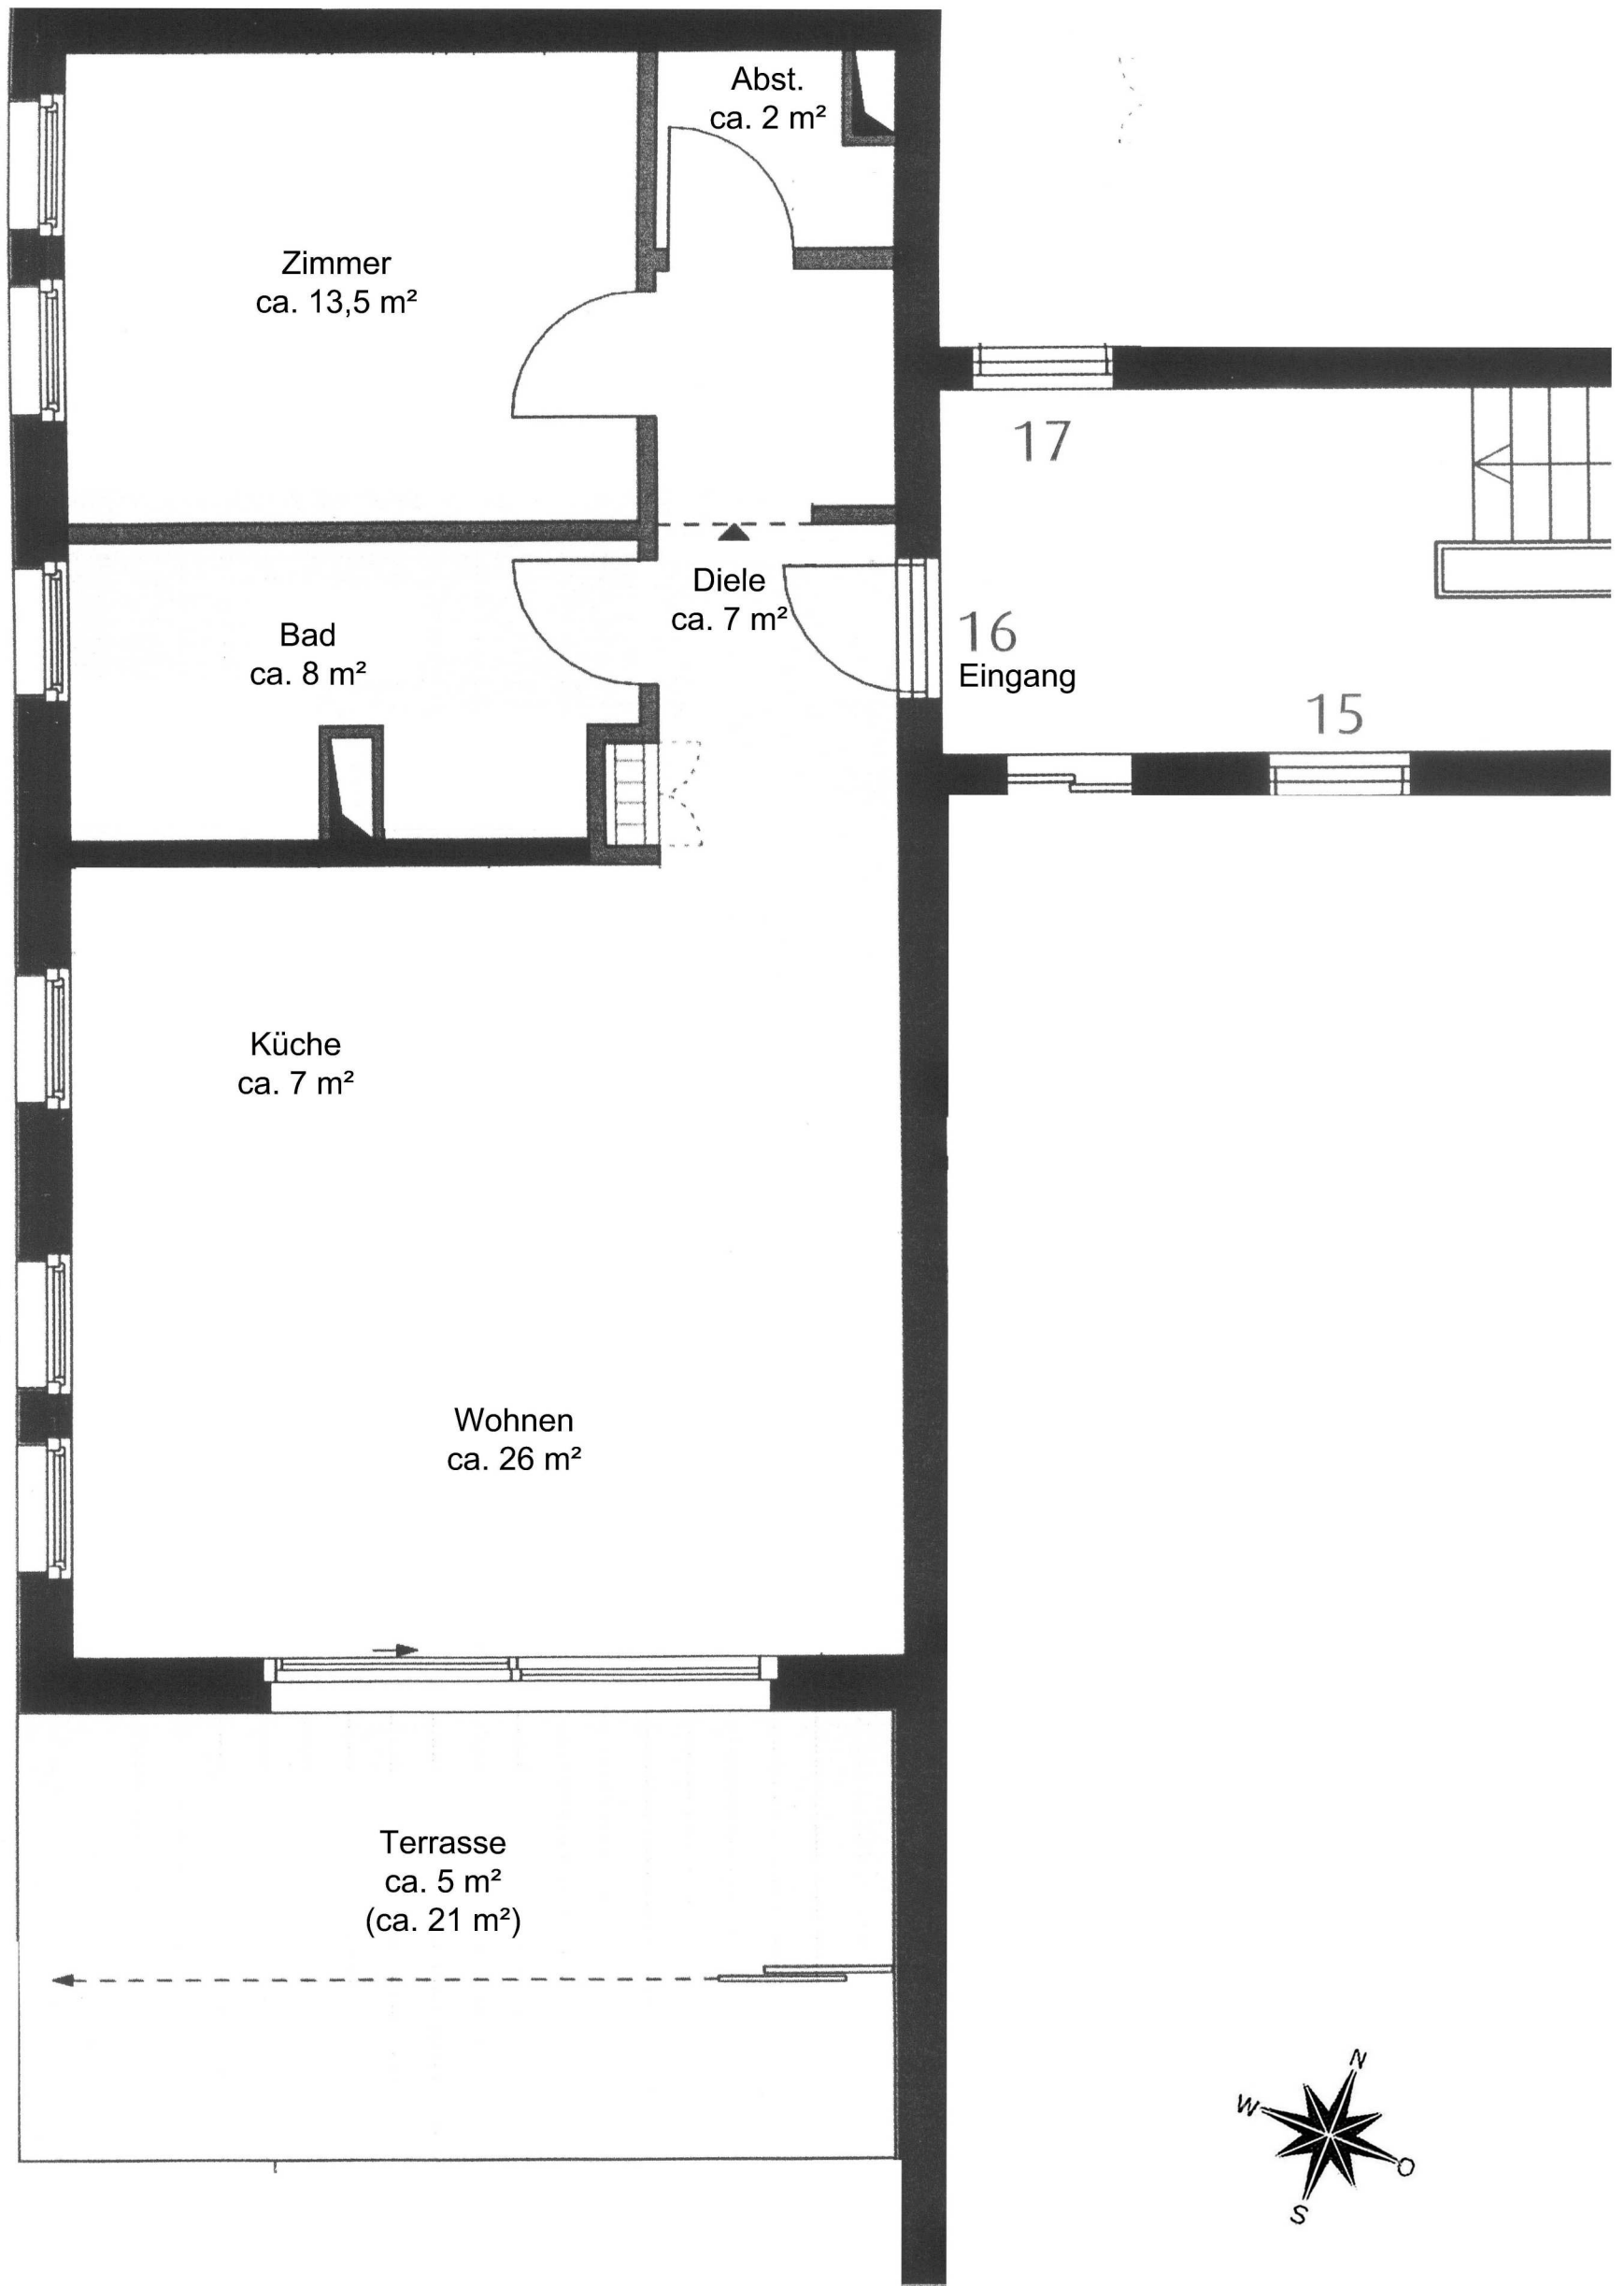 Abst.
ca. 2 m²
Zimmer
ca. 13,5 m²
17
Diele
ca. 7 m²
Bad
ca. 8 m²
16
Eingang
15
Küche
ca. 7 m²
Wohnen
ca. 26 m²
Terrasse
ca. 5 m²
(ca. 21 m²)
N
W
O
S